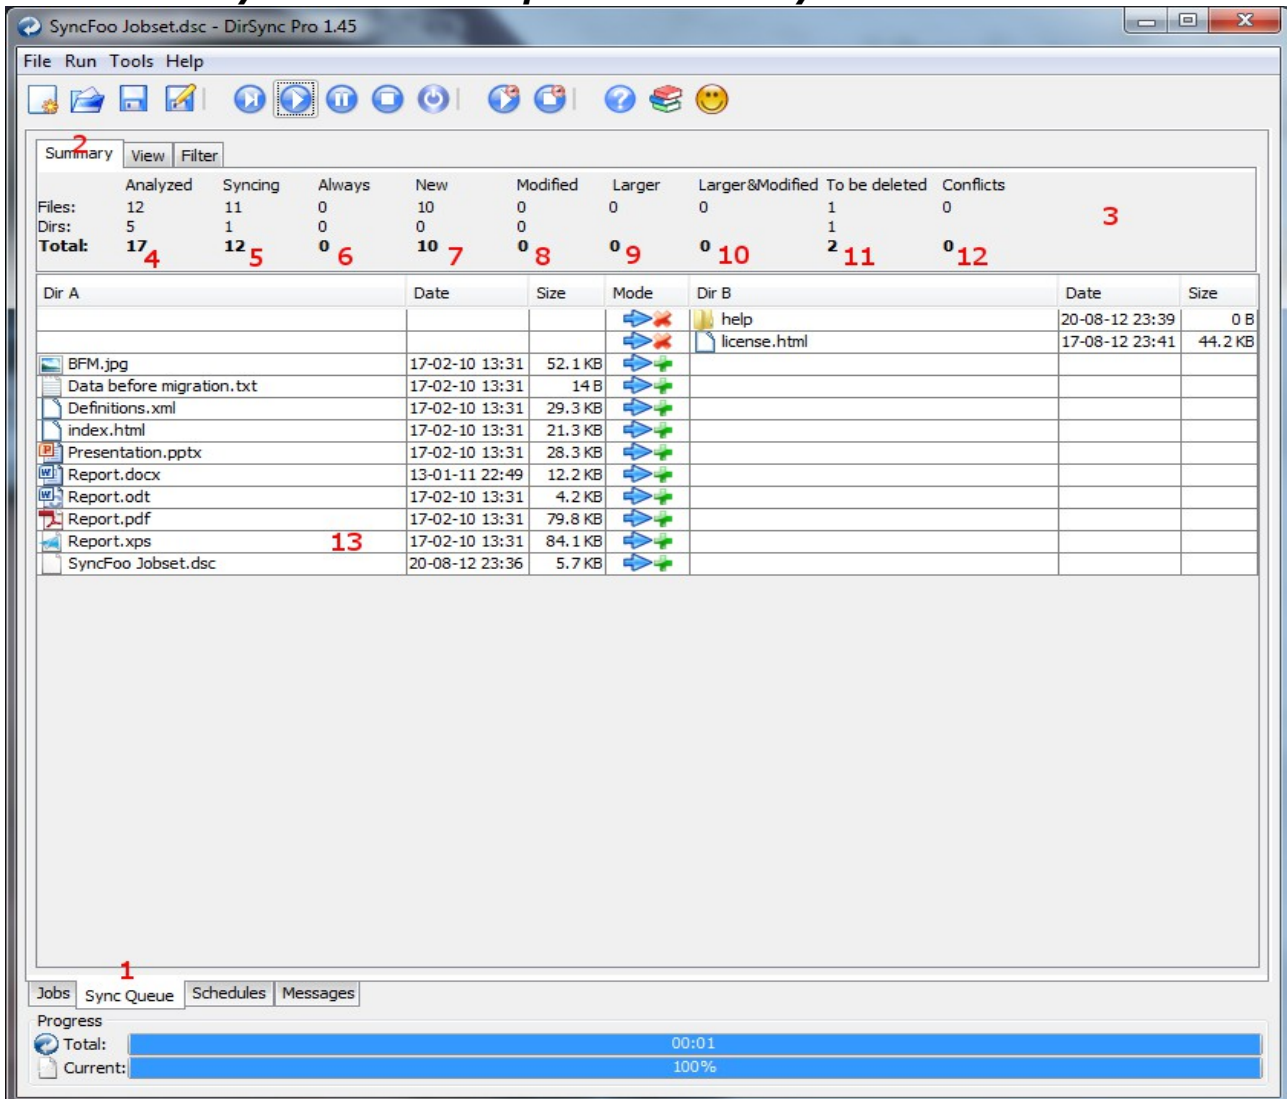 SyncFoo Jobset.dsc - DirSync Pro 1.45
File Run Tools Help
2
Summary View Filter
Analyzed Syncing Always New Modified Larger Larger&Modified To be deleted Conflicts
Files: 12 11 0 10 0 0 0 1 0
3
Dirs: 5 1 0 0 0 1
Total: 17 12 0 10 0 0 0 2 0
4 5 6 7 8 9 10 11 12
Dir A Date Size Mode Dir B Date Size
help 20-08-12 23:39 0 B
license.html 17-08-12 23:41 44.2 KB
BFM.jpg 17-02-10 13:31 52.1 KB
Data before migration.txt 17-02-10 13:31 14 B
Definitions.xml 17-02-10 13:31 29.3 KB
index.html 17-02-10 13:31 21.3 KB
Presentation.pptx 17-02-10 13:31 28.3 KB
Report.docx 13-01-11 22:49 12.2 KB
Report.odt 17-02-10 13:31 4.2 KB
Report.pdf 17-02-10 13:31 79.8 KB
Report.xps 13 17-02-10 13:31 84.1 KB
SyncFoo Jobset.dsc 20-08-12 23:36 5.7 KB
1
Jobs Sync Queue Schedules Messages
Progress
Total: 00:01
Current: 100%